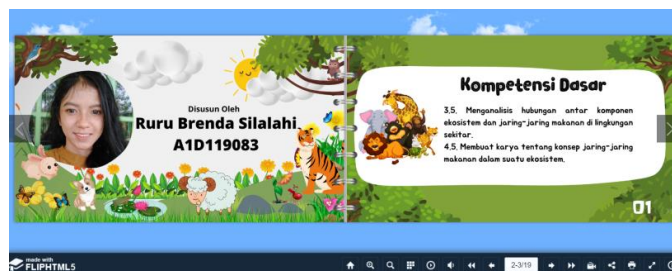 Disusun Oleh
Ruru Brenda Silalahi
A1D119083
Kompetensi Dasar
3.5. Menganalisis hubungan antar komponen
ekosistem dan jaring-jaring makanan di lingkungan
sekitar.
4.5. Membuat karya tentang konsep jaring-jaring
makanan dalam suatu ekosistem.
01
made with
FLIPHTML5
2-3/19